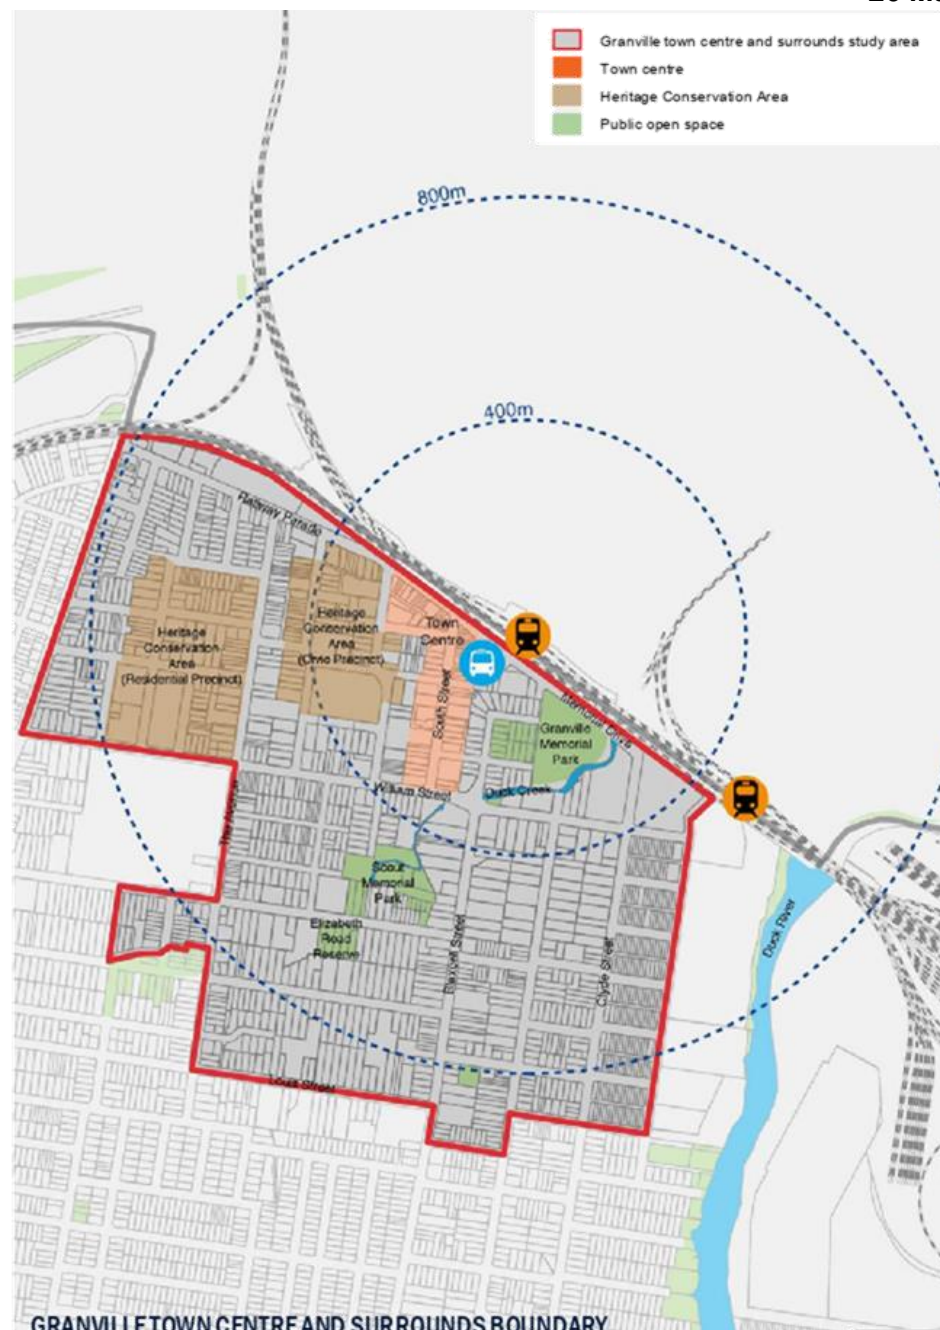 Granville town centre and surrounds study area
Town centre
Heritage Conservation Area
Public open space
800m
400m
Railway Parade
Heritage
Conservation
Area
(Residential Precinct)
Heritage
Conservation
Area
(Civic Precinct)
Town
Centre
South Street
Memorial Drive
Granville
Memorial
Park
William Street
Duck Creek
Scout
Memorial
Park
Elizabeth
Road
Reserve
Blaxcell Street
Clyde Street
Duck River
Louis Street
GRANVILLE TOWN CENTRE AND SURROUNDS BOUNDARY